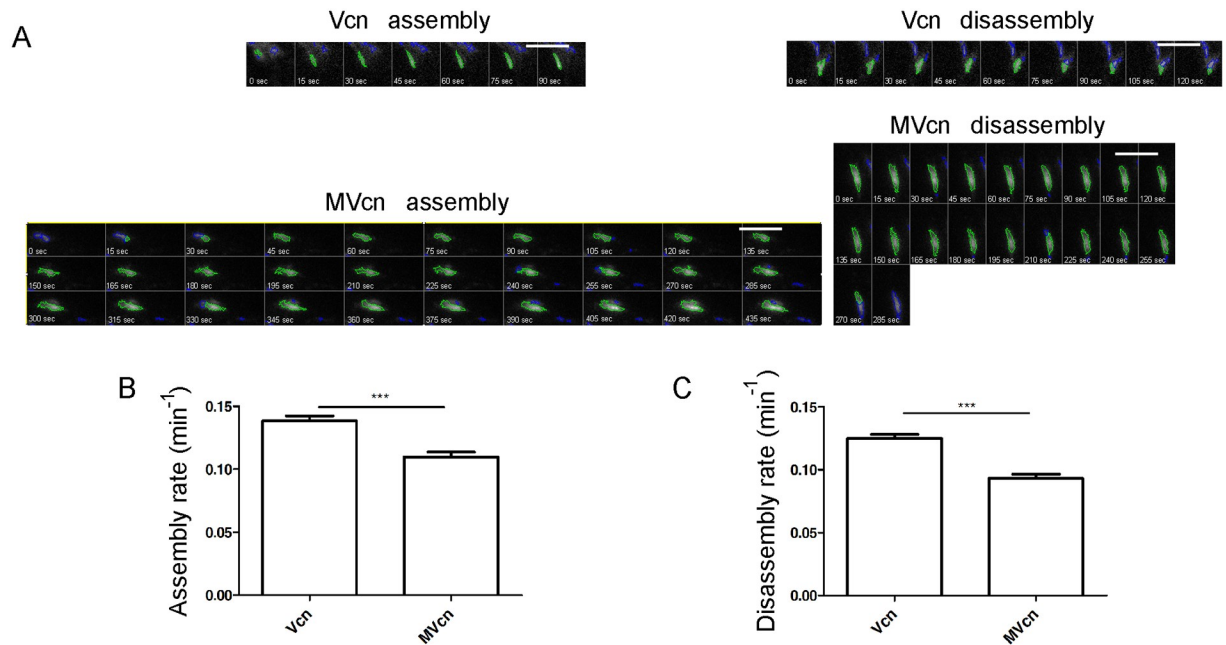 A
Vcn assembly
0 sec 15 sec 30 sec 45 sec 60 sec 75 sec 90 sec
Vcn disassembly
0 sec 15 sec 30 sec 45 sec 60 sec 75 sec 90 sec 105 sec 120 sec
MVcn assembly
0 sec 15 sec 30 sec 45 sec 60 sec 75 sec 90 sec 105 sec 120 sec 135 sec
150 sec 165 sec 180 sec 195 sec 210 sec 225 sec 240 sec 255 sec 270 sec 285 sec
300 sec 315 sec 330 sec 345 sec 360 sec 375 sec 390 sec 405 sec 420 sec 435 sec
MVcn disassembly
0 sec 15 sec 30 sec 45 sec 60 sec 75 sec 90 sec 105 sec 120 sec
135 sec 150 sec 165 sec 180 sec 195 sec 210 sec 225 sec 240 sec 255 sec
270 sec 285 sec
B
Assembly rate (min⁻¹)
0.15
0.10
0.05
0.00
***
Vcn
MVcn
C
Disassembly rate (min⁻¹)
0.15
0.10
0.05
0.00
***
Vcn
MVcn